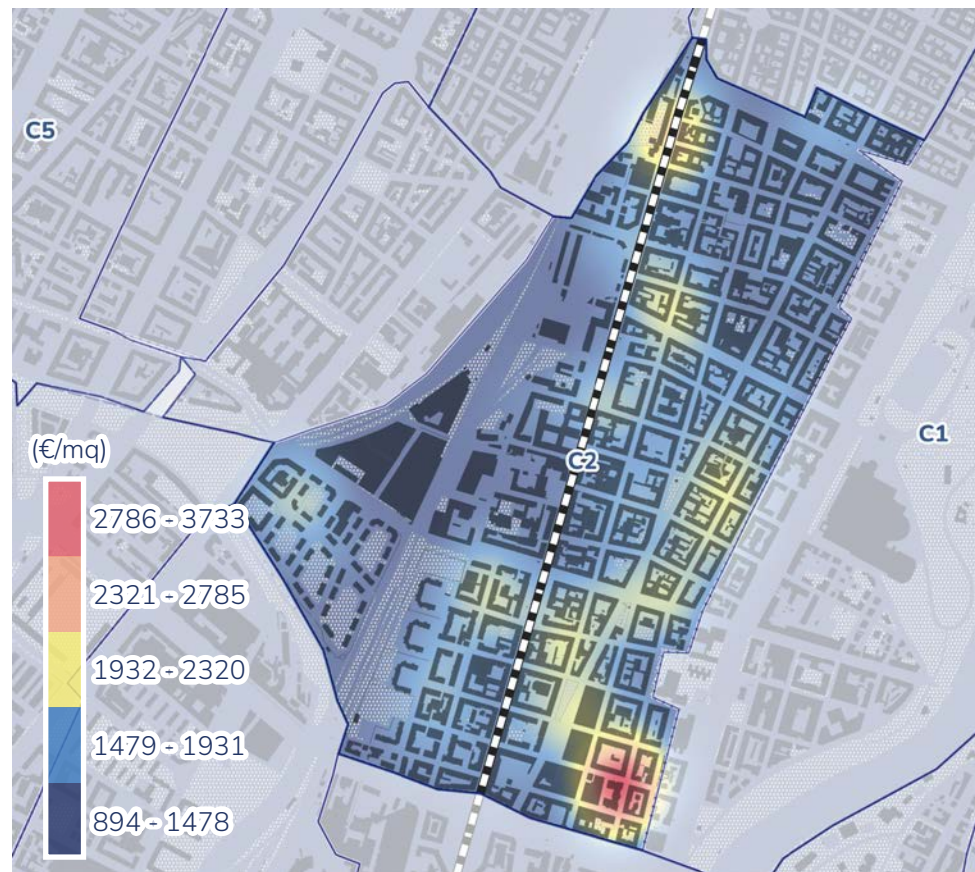 C5
C1
C2
(€/mq)
2786 - 3733
2321 - 2785
1932 - 2320
1479 - 1931
894 - 1478